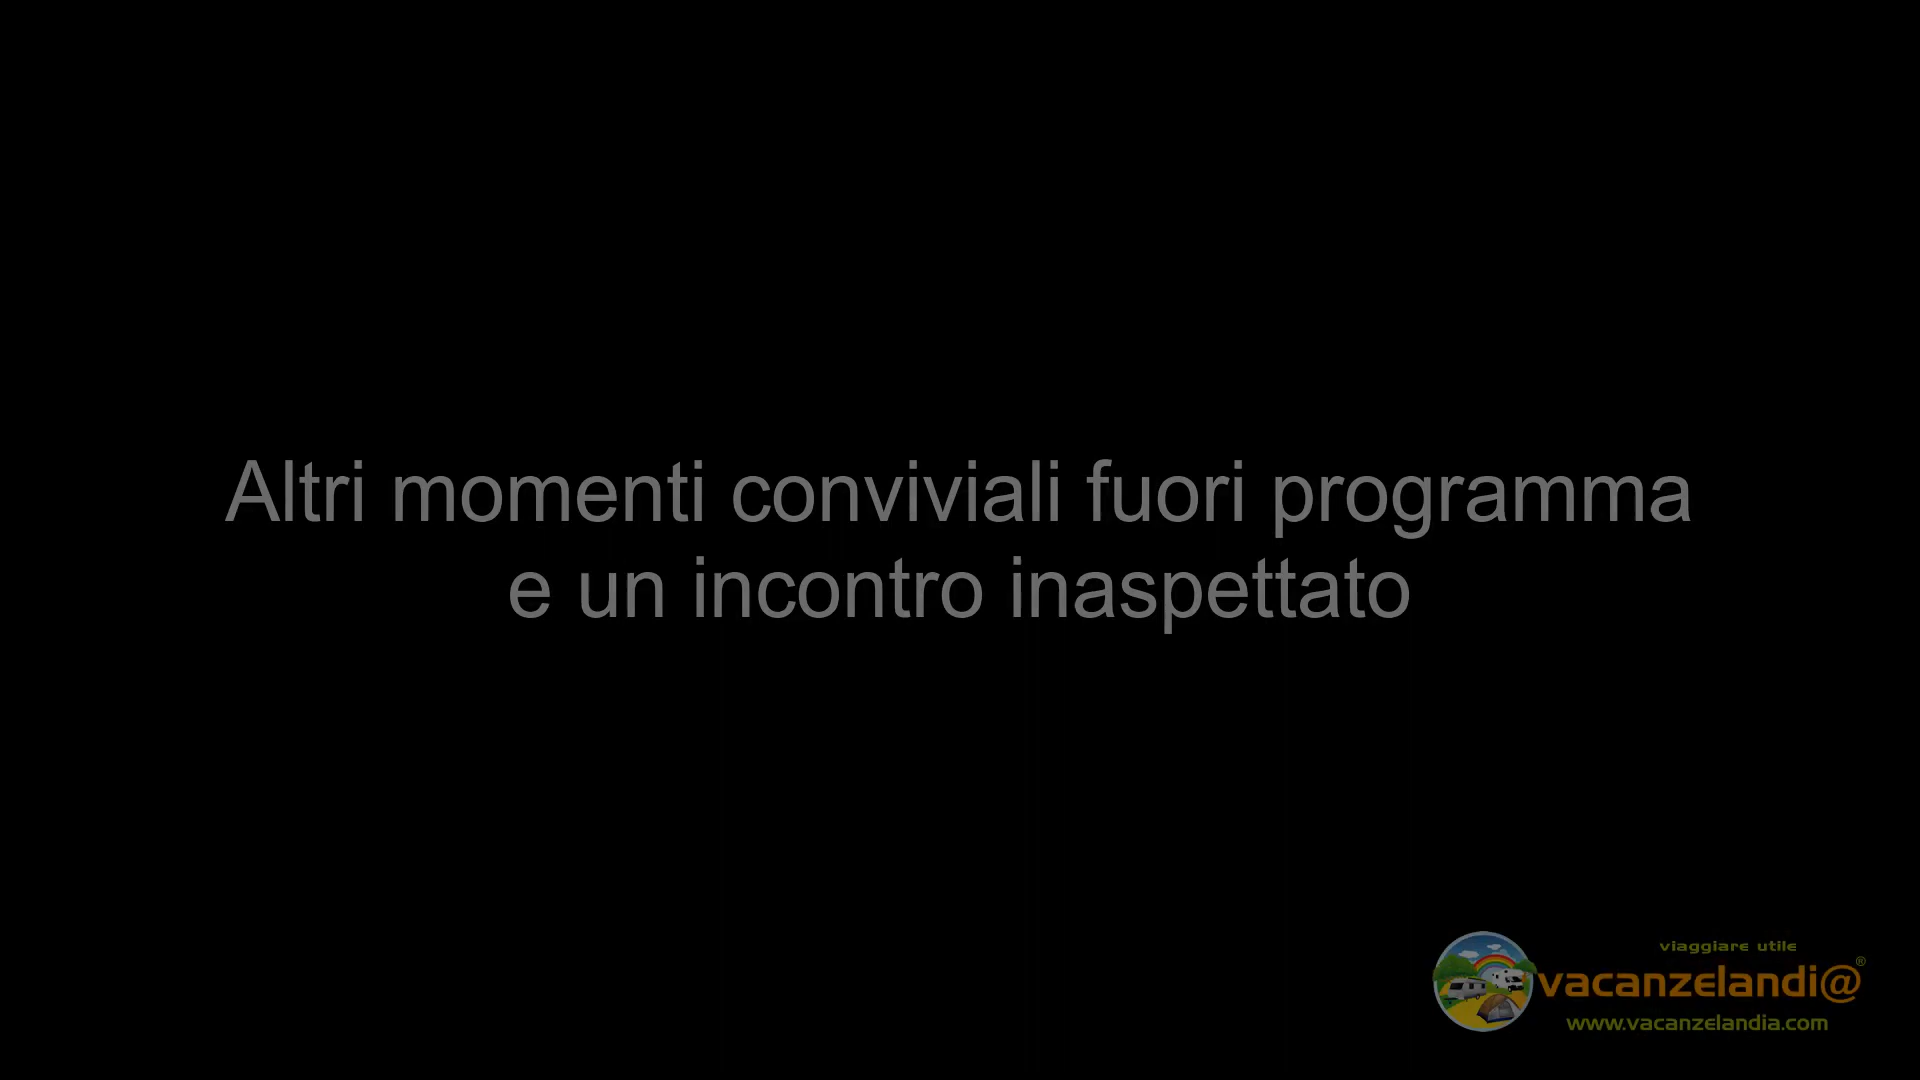 Altri momenti conviviali fuori programma
e un incontro inaspettato
viaggiare utile
vacanzelandi@®
www.vacanzelandia.com